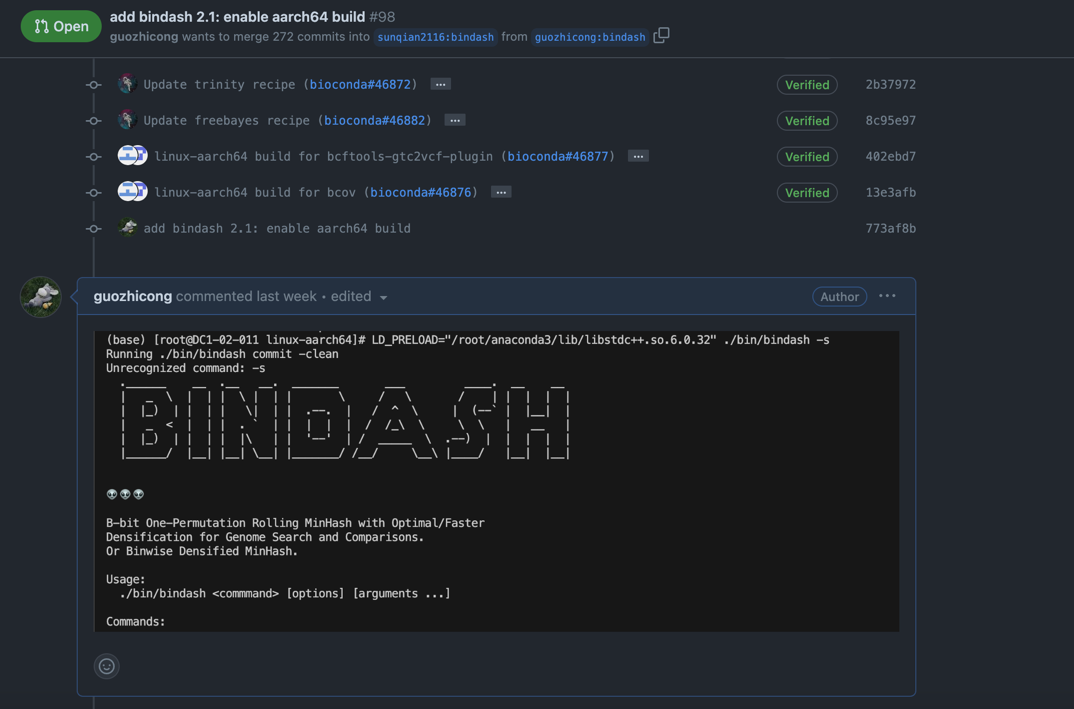 Open
add bindash 2.1: enable aarch64 build #98
guozhicong wants to merge 272 commits into sunqian2116:bindash from guozhicong:bindash
Update trinity recipe (bioconda#46872) ... Verified 2b37972
Update freebayes recipe (bioconda#46882) ... Verified 8c95e97
linux-aarch64 build for bcftools-gtc2vcf-plugin (bioconda#46877) ... Verified 402ebd7
linux-aarch64 build for bcov (bioconda#46876) ... Verified 13e3afb
add bindash 2.1: enable aarch64 build 773af8b
guozhicong commented last week • edited Author ...
(base) [root@DC1-02-011 linux-aarch64]# LD_PRELOAD="/root/anaconda3/lib/libstdc++.so.6.0.32" ./bin/bindash -s
Running ./bin/bindash commit -clean
Unrecognized command: -s
BINDASH
👽👽👽
B-bit One-Permutation Rolling MinHash with Optimal/Faster
Densification for Genome Search and Comparisons.
Or Binwise Densified MinHash.
Usage:
./bin/bindash <commmand> [options] [arguments ...]
Commands: